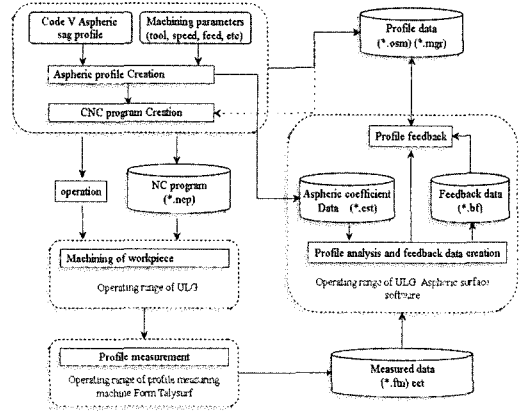 Code V Aspheric
sag profile
Machining parameters
(tool, speed, feed, etc)
Aspheric profile Creation
CNC program Creation
Profile data
(*.osm) (*.mgr)
Profile feedback
operation
NC program
(*.ncp)
Aspheric coefficient
Data (*.cst)
Feedback data
(*.bf)
Machining of workpiece
Operating range of ULG
Profile analysis and feedback data creation
Operating range of ULG Aspheric surface
software
Profile measurement
Operating range of profile measuring
machine Form Talysurf
Measured data
(*.ftm) ect